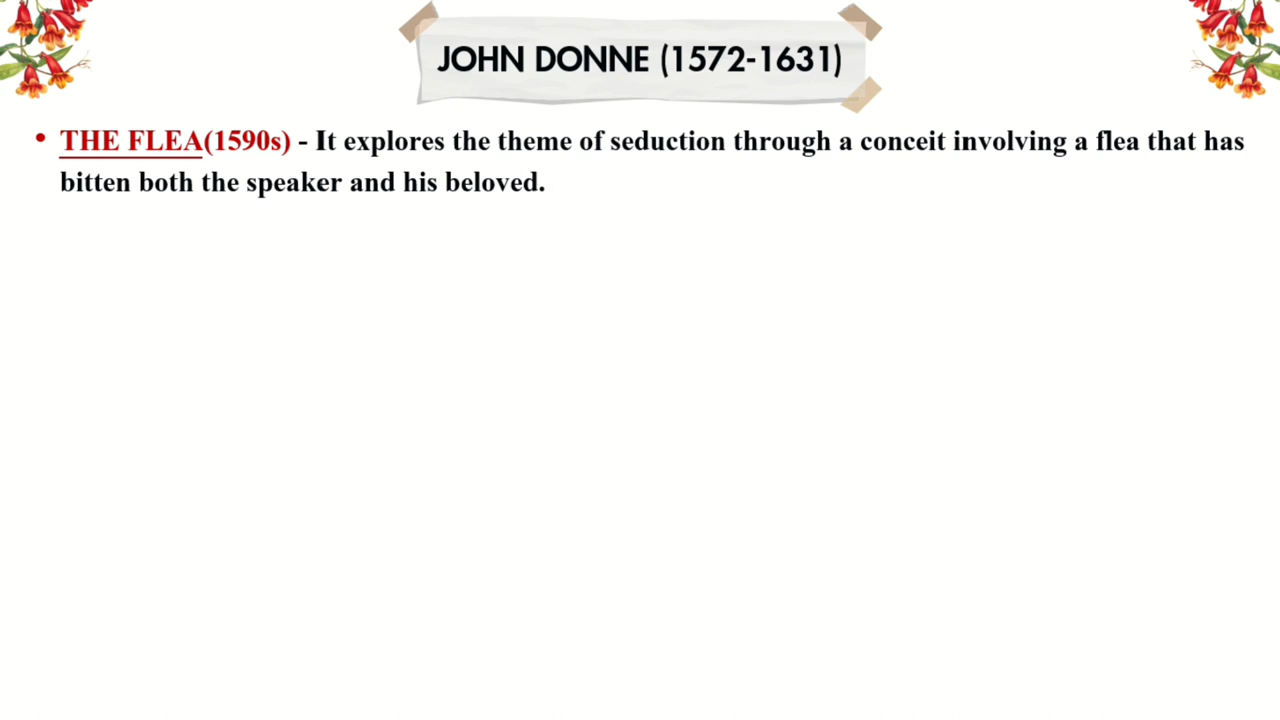 JOHN DONNE (1572-1631)
• THE FLEA(1590s) - It explores the theme of seduction through a conceit involving a flea that has
bitten both the speaker and his beloved.